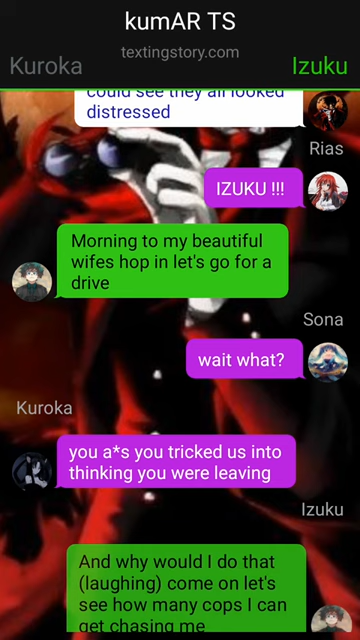 kumAR TS
textingstory.com
Kuroka
Izuku
could see they all looked
distressed
Rias
IZUKU !!!
Morning to my beautiful
wifes hop in let's go for a
drive
Sona
wait what?
Kuroka
you a*s you tricked us into
thinking you were leaving
Izuku
And why would I do that
(laughing) come on let's
see how many cops I can
get chasing me